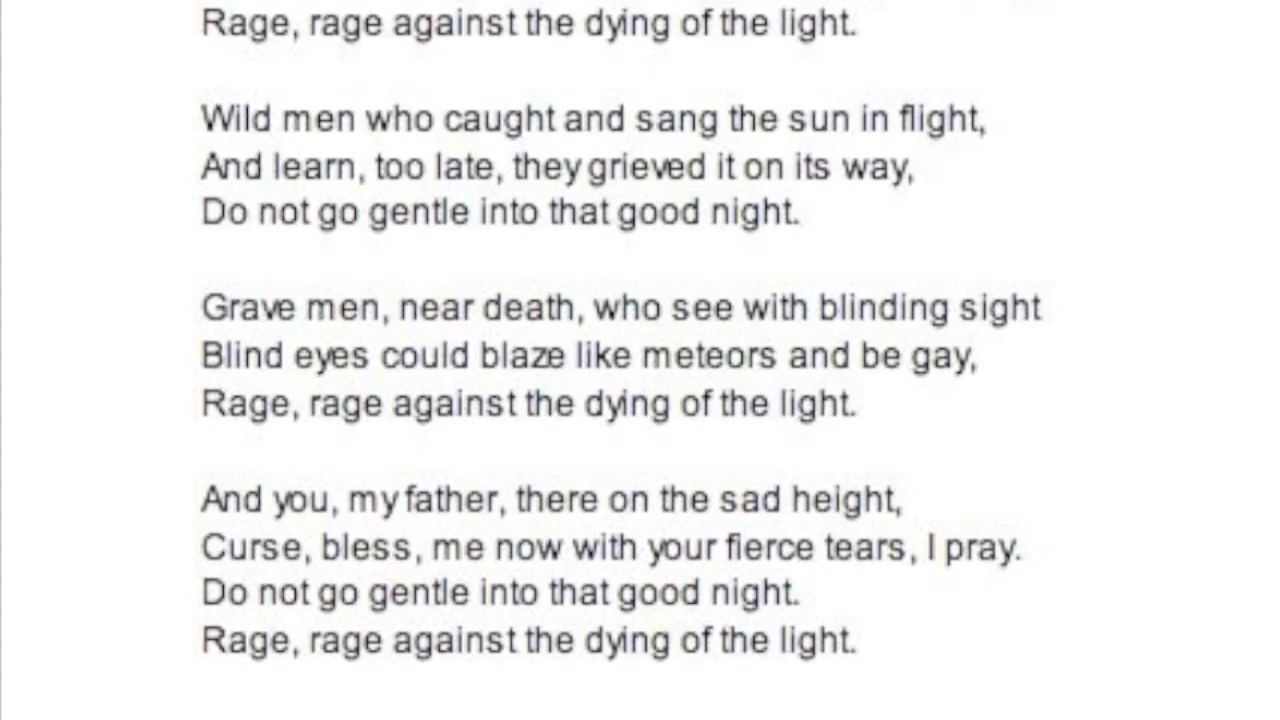 Rage, rage against the dying of the light.
Wild men who caught and sang the sun in flight,
And learn, too late, they grieved it on its way,
Do not go gentle into that good night.
Grave men, near death, who see with blinding sight
Blind eyes could blaze like meteors and be gay,
Rage, rage against the dying of the light.
And you, my father, there on the sad height,
Curse, bless, me now with your fierce tears, I pray.
Do not go gentle into that good night.
Rage, rage against the dying of the light.